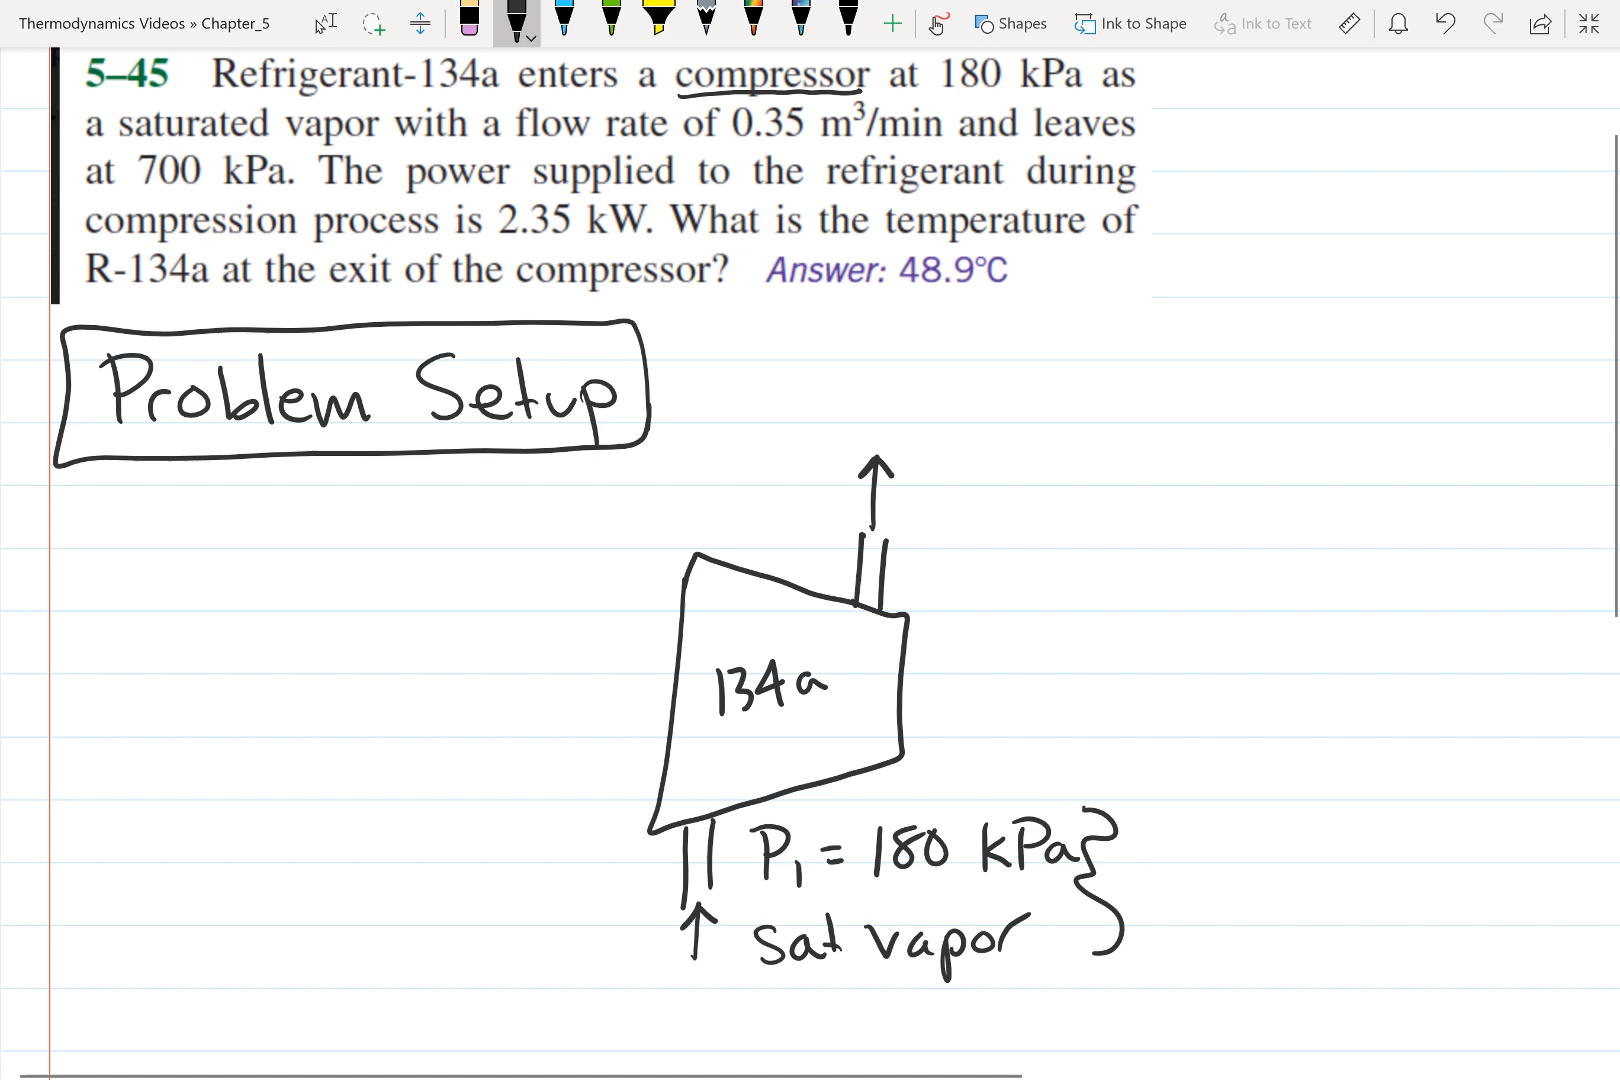 Thermodynamics Videos » Chapter_5
Shapes
Ink to Shape
Ink to Text
5–45 Refrigerant-134a enters a compressor at 180 kPa as
a saturated vapor with a flow rate of 0.35 m³/min and leaves
at 700 kPa. The power supplied to the refrigerant during
compression process is 2.35 kW. What is the temperature of
R-134a at the exit of the compressor? Answer: 48.9°C
Problem Setup
134a
P₁ = 180 kPa
sat vapor